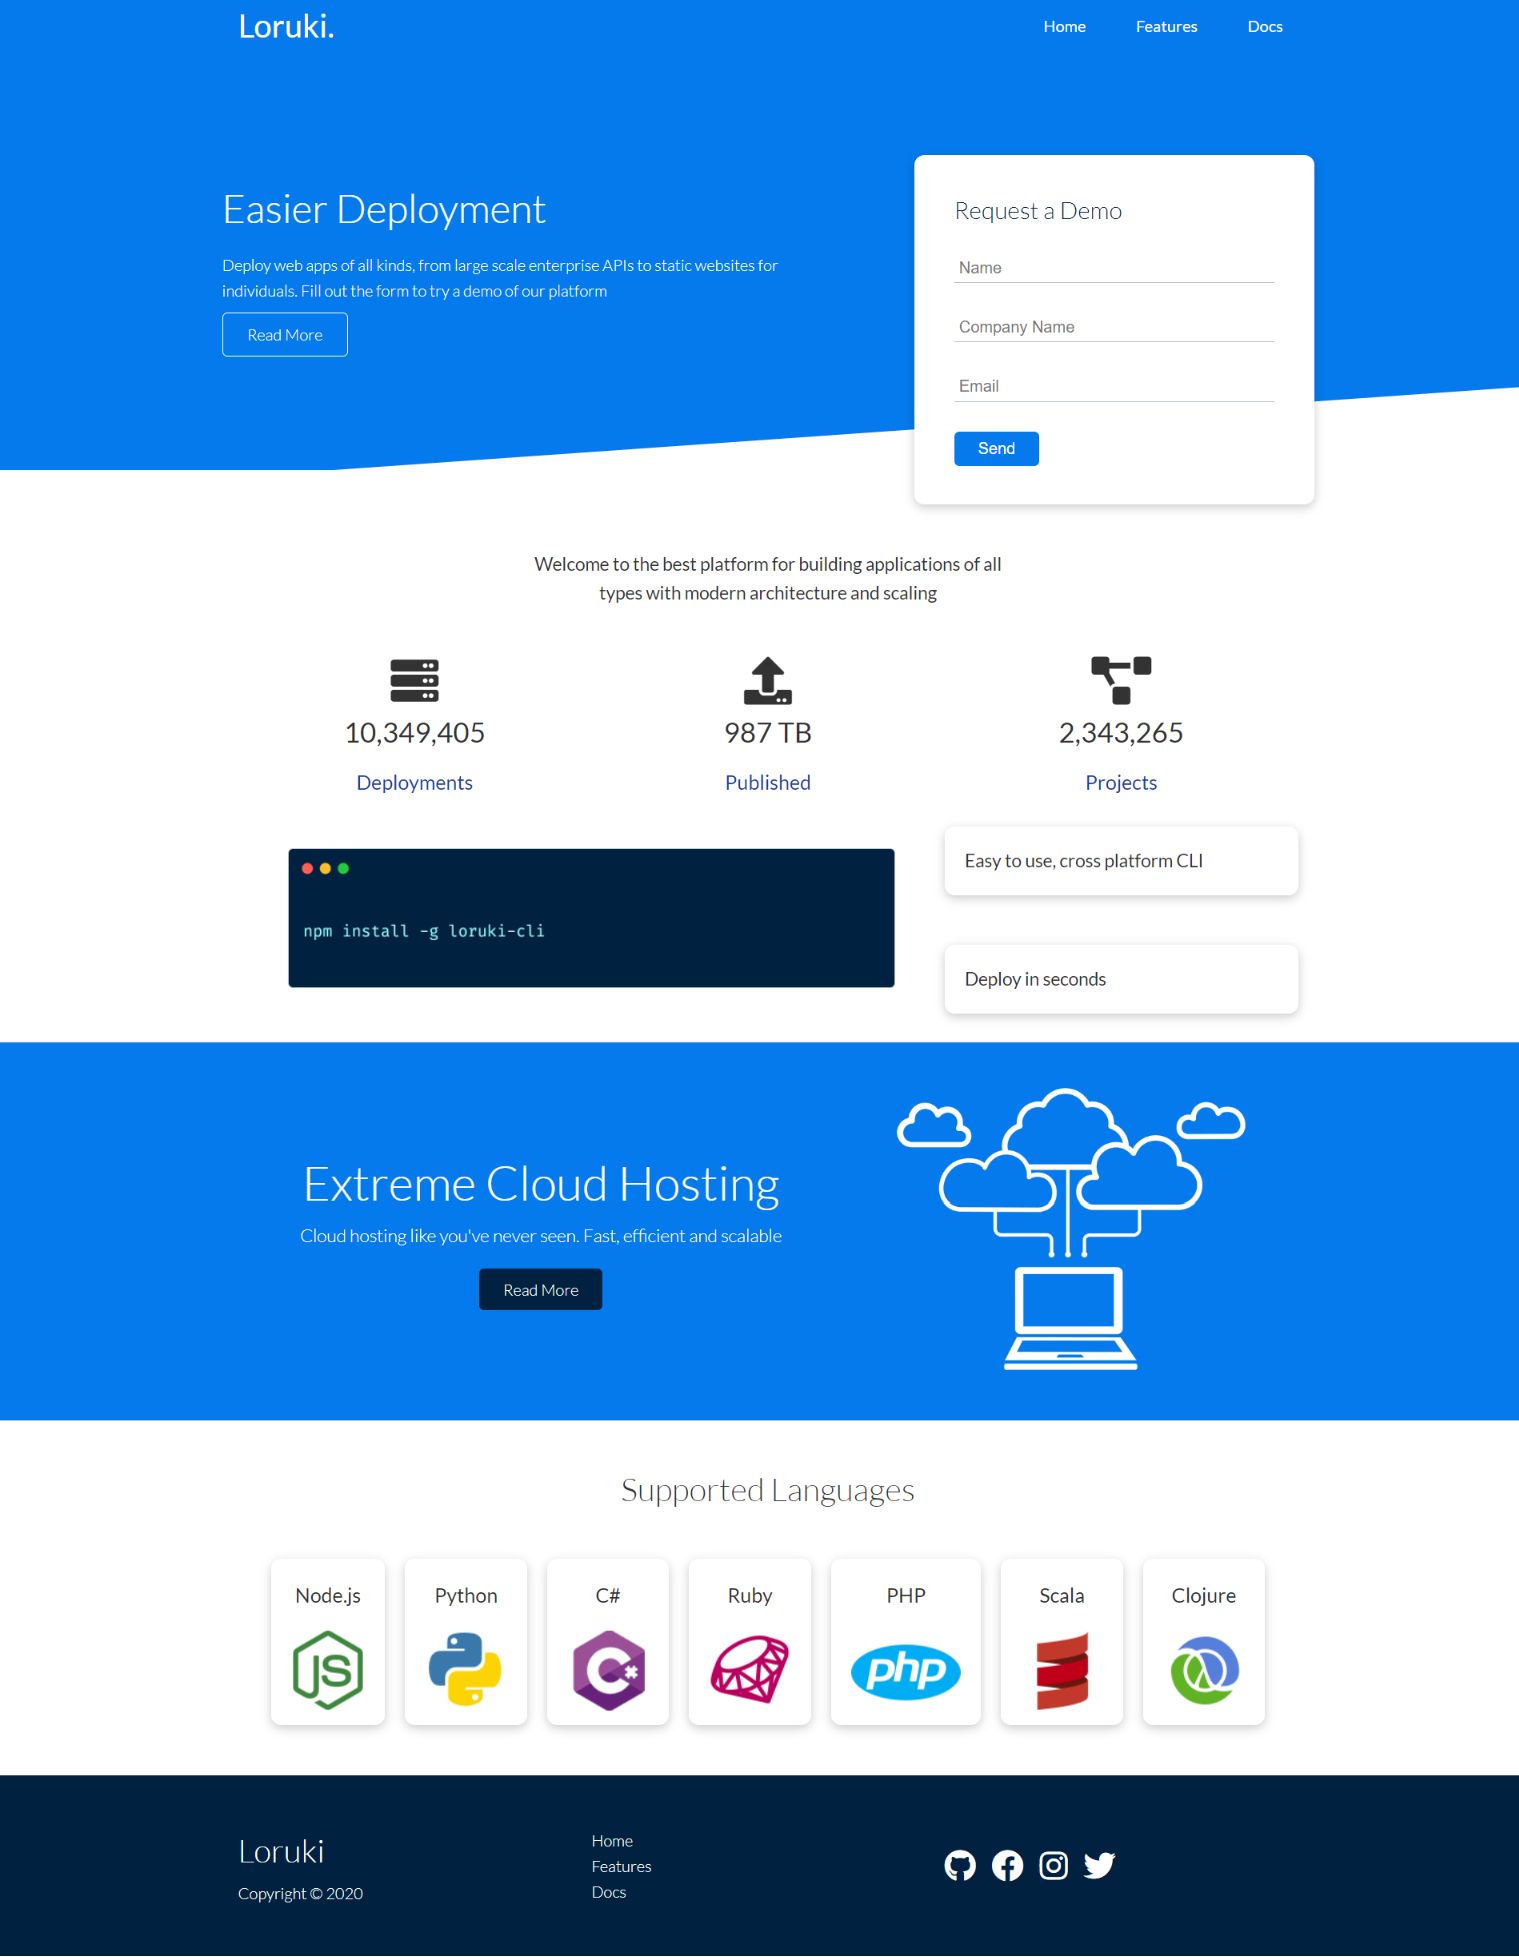 Loruki.
Home
Features
Docs
Easier Deployment
Deploy web apps of all kinds, from large scale enterprise APIs to static websites for
individuals. Fill out the form to try a demo of our platform
Read More
Request a Demo
Name
Company Name
Email
Send
Welcome to the best platform for building applications of all
types with modern architecture and scaling
10,349,405
Deployments
987 TB
Published
2,343,265
Projects
npm install -g loruki-cli
Easy to use, cross platform CLI
Deploy in seconds
Extreme Cloud Hosting
Cloud hosting like you've never seen. Fast, efficient and scalable
Read More
Supported Languages
Node.js
JS
Python
C#
C#
Ruby
PHP
php
Scala
Clojure
Loruki
Copyright © 2020
Home
Features
Docs